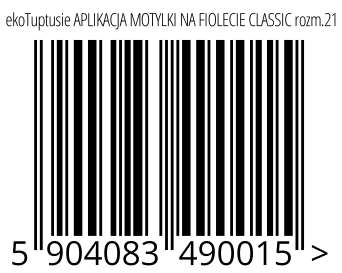 ekoTuptusie APLIKACJA MOTYLKI NA FIOLECIE CLASSIC rozm.21
5 904083 490015 >